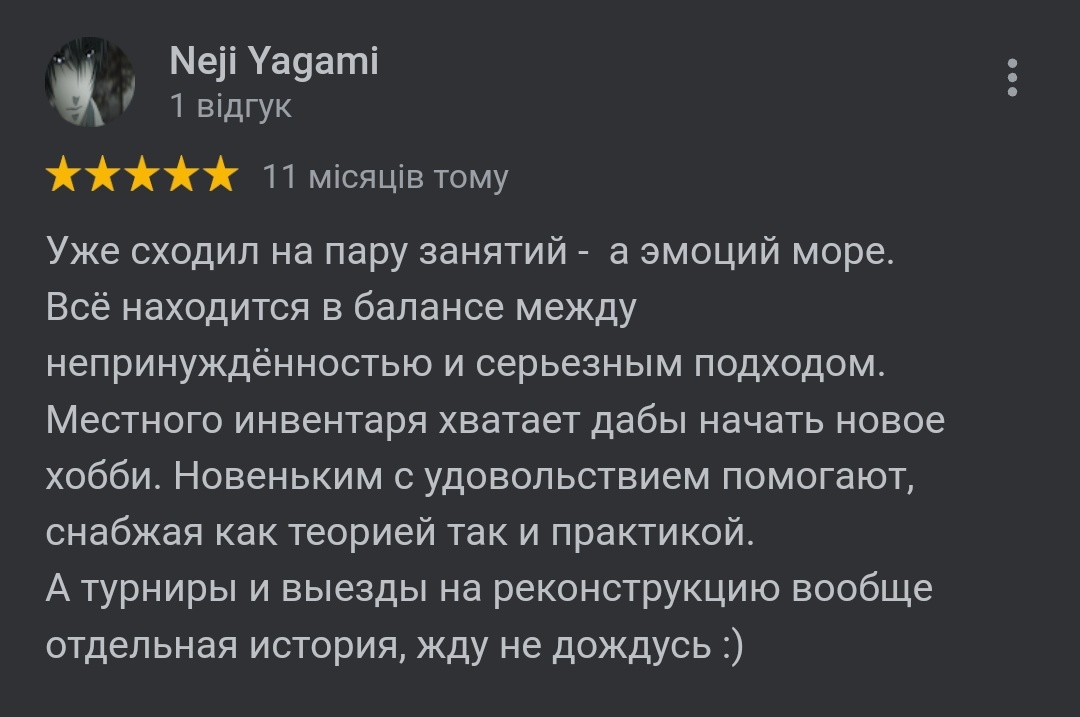 Neji Yagami
1 відгук
11 місяців тому
Уже сходил на пару занятий -  а эмоций море.
Всё находится в балансе между
непринуждённостью и серьезным подходом.
Местного инвентаря хватает дабы начать новое
хобби. Новеньким с удовольствием помогают,
снабжая как теорией так и практикой.
А турниры и выезды на реконструкцию вообще
отдельная история, жду не дождусь :)